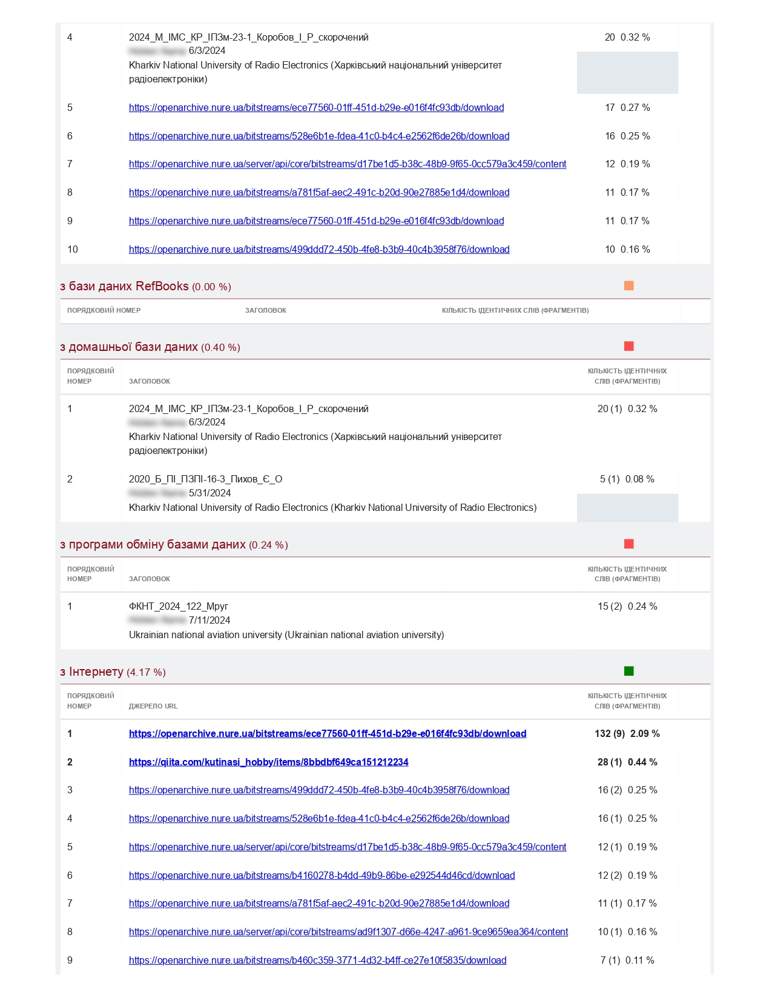 4 2024_М_ІМС_КР_ІПЗм-23-1_Коробов_І_Р_скорочений 20 0.32 %
6/3/2024
Kharkiv National University of Radio Electronics (Харківський національний університет
радіоелектроніки)
5 https://openarchive.nure.ua/bitstreams/ece77560-01ff-451d-b29e-e016f4fc93db/download 17 0.27 %
6 https://openarchive.nure.ua/bitstreams/528e6b1e-fdea-41c0-b4c4-e2562f6de26b/download 16 0.25 %
7 https://openarchive.nure.ua/server/api/core/bitstreams/d17be1d5-b38c-48b9-9f65-0cc579a3c459/content 12 0.19 %
8 https://openarchive.nure.ua/bitstreams/a781f5af-aec2-491c-b20d-90e27885e1d4/download 11 0.17 %
9 https://openarchive.nure.ua/bitstreams/ece77560-01ff-451d-b29e-e016f4fc93db/download 11 0.17 %
10 https://openarchive.nure.ua/bitstreams/499ddd72-450b-4fe8-b3b9-40c4b3958f76/download 10 0.16 %
з бази даних RefBooks (0.00 %)
ПОРЯДКОВИЙ НОМЕР ЗАГОЛОВОК КІЛЬКІСТЬ ІДЕНТИЧНИХ СЛІВ (ФРАГМЕНТІВ)
з домашньої бази даних (0.40 %)
ПОРЯДКОВИЙ КІЛЬКІСТЬ ІДЕНТИЧНИХ
НОМЕР ЗАГОЛОВОК СЛІВ (ФРАГМЕНТІВ)
1 2024_М_ІМС_КР_ІПЗм-23-1_Коробов_І_Р_скорочений 20 (1) 0.32 %
6/3/2024
Kharkiv National University of Radio Electronics (Харківський національний університет
радіоелектроніки)
2 2020_Б_ПІ_ПЗПІ-16-3_Пихов_Є_О 5 (1) 0.08 %
5/31/2024
Kharkiv National University of Radio Electronics (Kharkiv National University of Radio Electronics)
з програми обміну базами даних (0.24 %)
ПОРЯДКОВИЙ КІЛЬКІСТЬ ІДЕНТИЧНИХ
НОМЕР ЗАГОЛОВОК СЛІВ (ФРАГМЕНТІВ)
1 ФКНТ_2024_122_Мруг 15 (2) 0.24 %
7/11/2024
Ukrainian national aviation university (Ukrainian national aviation university)
з Інтернету (4.17 %)
ПОРЯДКОВИЙ КІЛЬКІСТЬ ІДЕНТИЧНИХ
НОМЕР ДЖЕРЕЛО URL СЛІВ (ФРАГМЕНТІВ)
1 https://openarchive.nure.ua/bitstreams/ece77560-01ff-451d-b29e-e016f4fc93db/download 132 (9) 2.09 %
2 https://qiita.com/kutinasi_hobby/items/8bbdbf649ca151212234 28 (1) 0.44 %
3 https://openarchive.nure.ua/bitstreams/499ddd72-450b-4fe8-b3b9-40c4b3958f76/download 16 (2) 0.25 %
4 https://openarchive.nure.ua/bitstreams/528e6b1e-fdea-41c0-b4c4-e2562f6de26b/download 16 (1) 0.25 %
5 https://openarchive.nure.ua/server/api/core/bitstreams/d17be1d5-b38c-48b9-9f65-0cc579a3c459/content 12 (1) 0.19 %
6 https://openarchive.nure.ua/bitstreams/b4160278-b4dd-49b9-86be-e292544d46cd/download 12 (2) 0.19 %
7 https://openarchive.nure.ua/bitstreams/a781f5af-aec2-491c-b20d-90e27885e1d4/download 11 (1) 0.17 %
8 https://openarchive.nure.ua/server/api/core/bitstreams/ad9f1307-d66e-4247-a961-9ce9659ea364/content 10 (1) 0.16 %
9 https://openarchive.nure.ua/bitstreams/b460c359-3771-4d32-b4ff-ce27e10f5835/download 7 (1) 0.11 %